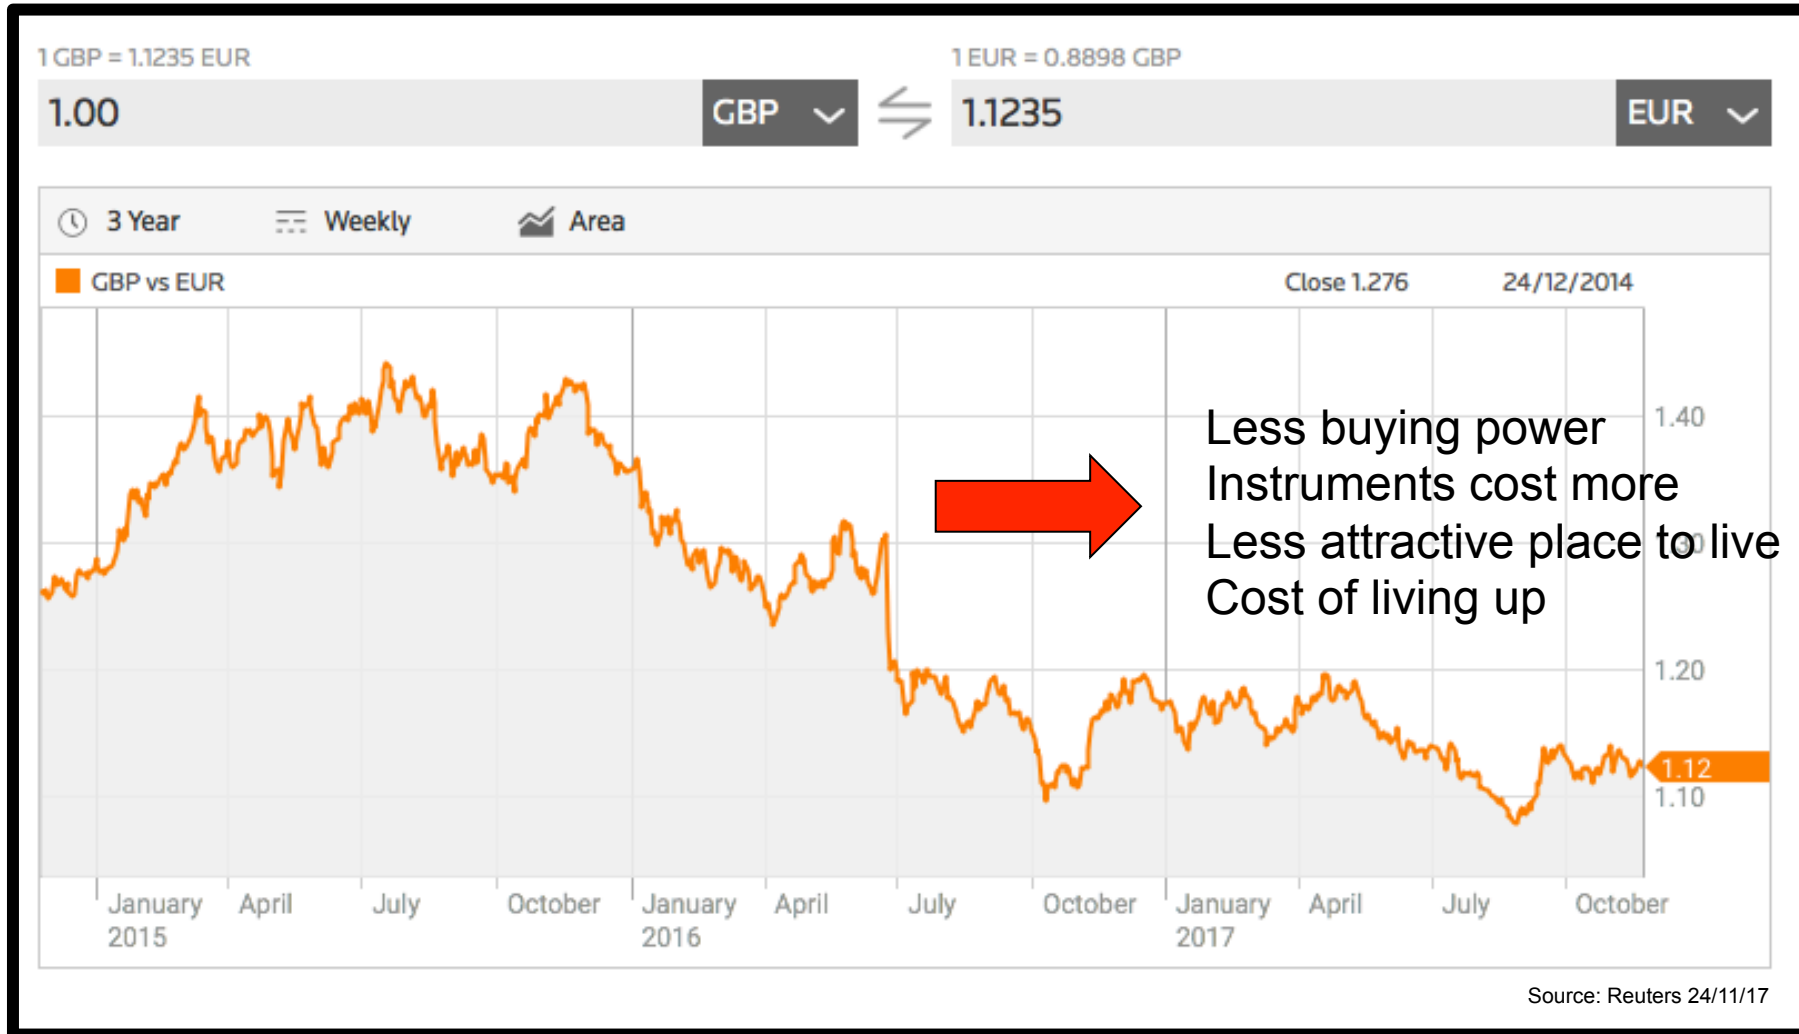 1 GBP = 1.1235 EUR
1 EUR = 0.8898 GBP
1.00 GBP
1.1235 EUR
3 Year Weekly Area
GBP vs EUR Close 1.276 24/12/2014
1.40
Less buying power
Instruments cost more
Less attractive place to live
1.30
Cost of living up
1.20
1.12
1.10
January April July October January April July October January April July October
2015 2016 2017
Source: Reuters 24/11/17